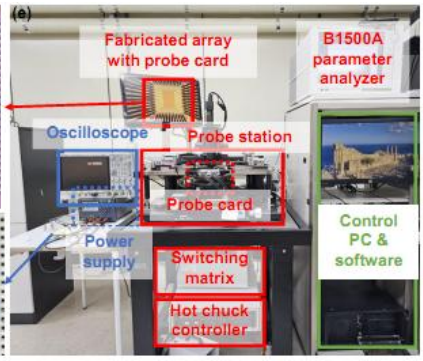 (e)
Fabricated array
with probe card
B1500A
parameter
analyzer
Oscilloscope
Probe station
Probe card
Power
supply
Control
PC &
software
Switching
matrix
Hot chuck
controller